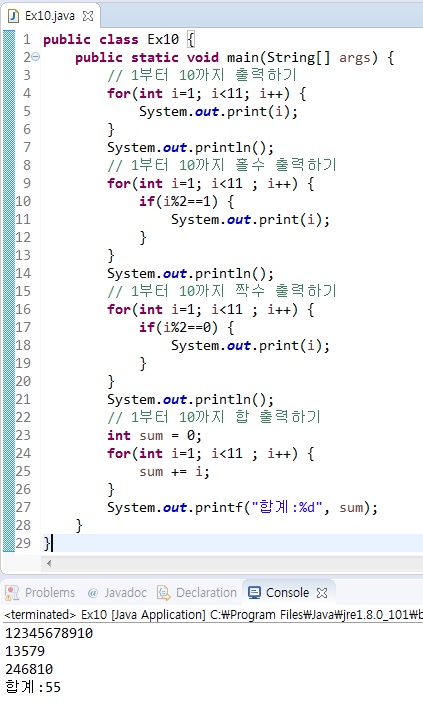 Ex10.java
1 public class Ex10 {
2 public static void main(String[] args) {
3 // 1부터 10까지 출력하기
4 for(int i=1; i<11; i++) {
5 System.out.print(i);
6 }
7 System.out.println();
8 // 1부터 10까지 홀수 출력하기
9 for(int i=1; i<11 ; i++) {
10 if(i%2==1) {
11 System.out.print(i);
12 }
13 }
14 System.out.println();
15 // 1부터 10까지 짝수 출력하기
16 for(int i=1; i<11 ; i++) {
17 if(i%2==0) {
18 System.out.print(i);
19 }
20 }
21 System.out.println();
22 // 1부터 10까지 합 출력하기
23 int sum = 0;
24 for(int i=1; i<11 ; i++) {
25 sum += i;
26 }
27 System.out.printf("합계:%d", sum);
28 }
29 }
Problems @ Javadoc Declaration Console
<terminated> Ex10 [Java Application] C:₩Program Files₩Java₩jre1.8.0_101₩b
12345678910
13579
246810
합계:55